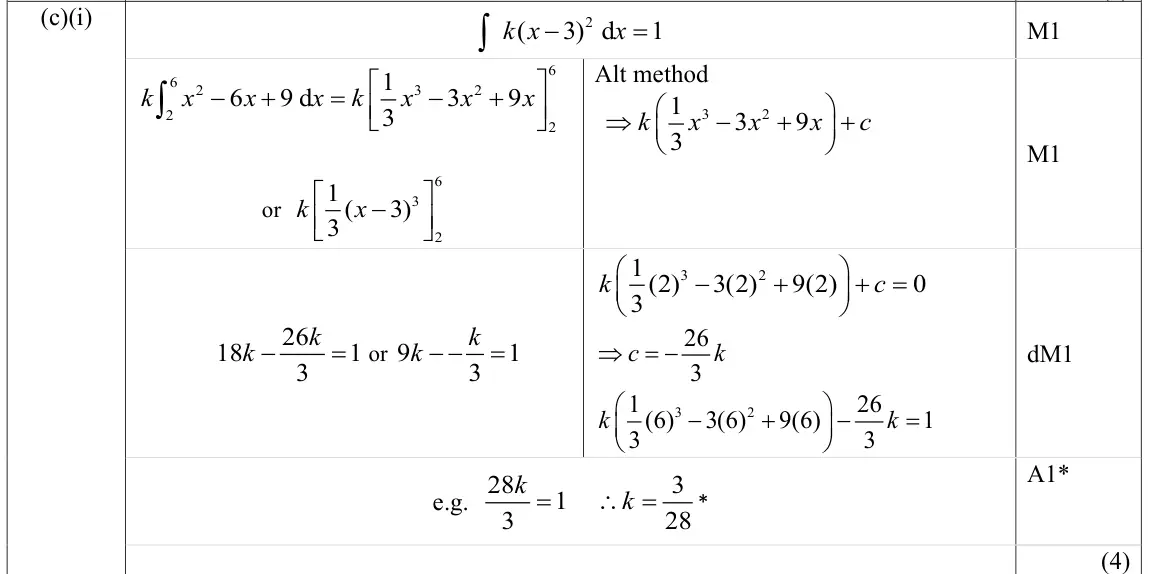 (c)(i)
∫ k(x − 3)² dx = 1
M1
k∫₂⁶ x² − 6x + 9 dx = k[1/3 x³ − 3x² + 9x]₂⁶
or k[1/3 (x − 3)³]₂⁶
Alt method
⇒ k(1/3 x³ − 3x² + 9x) + c
M1
18k − 26k/3 = 1 or 9k − − k/3 = 1
k(1/3 (2)³ − 3(2)² + 9(2)) + c = 0
⇒ c = − 26/3 k
k(1/3 (6)³ − 3(6)² + 9(6)) − 26/3 k = 1
dM1
e.g. 28k/3 = 1 ∴ k = 3/28 *
A1*
(4)